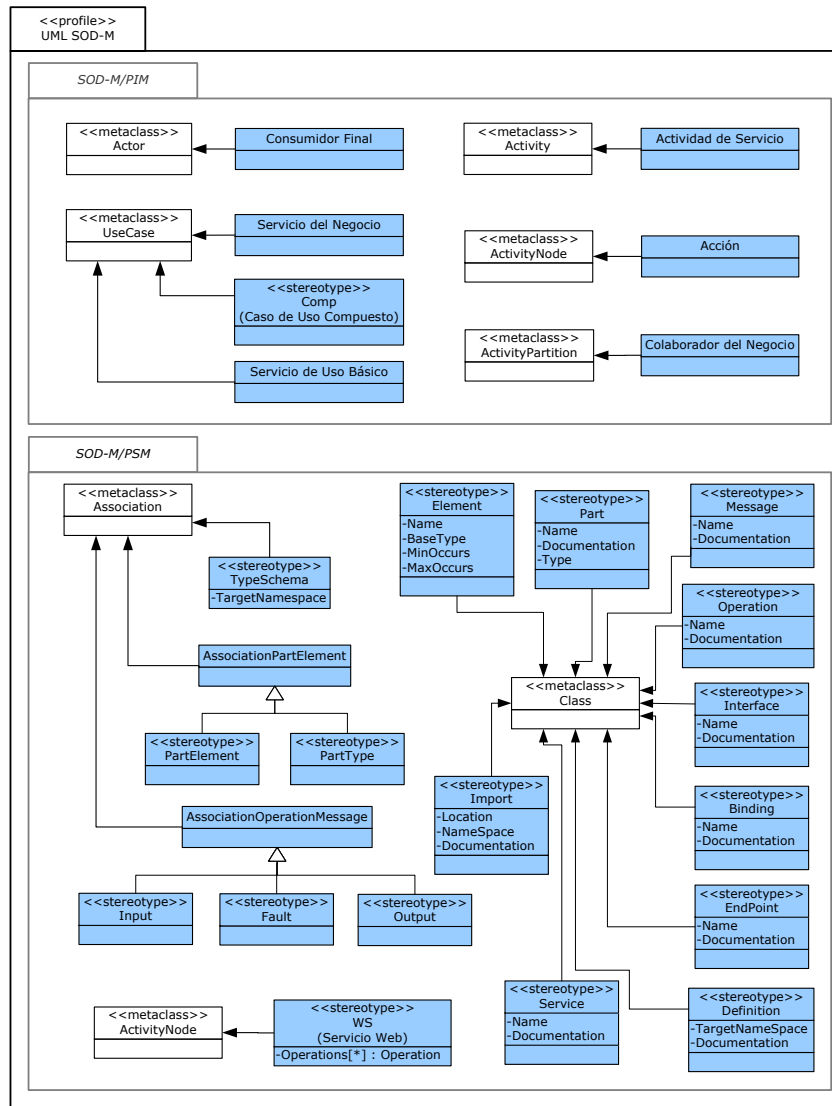 <<profile>>
UML SOD-M
SOD-M/PIM
<<metaclass>>
Actor
Consumidor Final
<<metaclass>>
Activity
Actividad de Servicio
<<metaclass>>
UseCase
Servicio del Negocio
<<metaclass>>
ActivityNode
Acción
<<stereotype>>
Comp
(Caso de Uso Compuesto)
<<metaclass>>
ActivityPartition
Colaborador del Negocio
Servicio de Uso Básico
SOD-M/PSM
<<metaclass>>
Association
<<stereotype>>
TypeSchema
-TargetNamespace
<<stereotype>>
Element
-Name
-BaseType
-MinOccurs
-MaxOccurs
<<stereotype>>
Part
-Name
-Documentation
-Type
<<stereotype>>
Message
-Name
-Documentation
<<stereotype>>
Operation
-Name
-Documentation
AssociationPartElement
<<stereotype>>
PartElement
<<stereotype>>
PartType
<<metaclass>>
Class
<<stereotype>>
Interface
-Name
-Documentation
<<stereotype>>
Import
-Location
-NameSpace
-Documentation
<<stereotype>>
Binding
-Name
-Documentation
AssociationOperationMessage
<<stereotype>>
Input
<<stereotype>>
Fault
<<stereotype>>
Output
<<stereotype>>
EndPoint
-Name
-Documentation
<<metaclass>>
ActivityNode
<<stereotype>>
WS
(Servicio Web)
-Operations[*] : Operation
<<stereotype>>
Service
-Name
-Documentation
<<stereotype>>
Definition
-TargetNameSpace
-Documentation